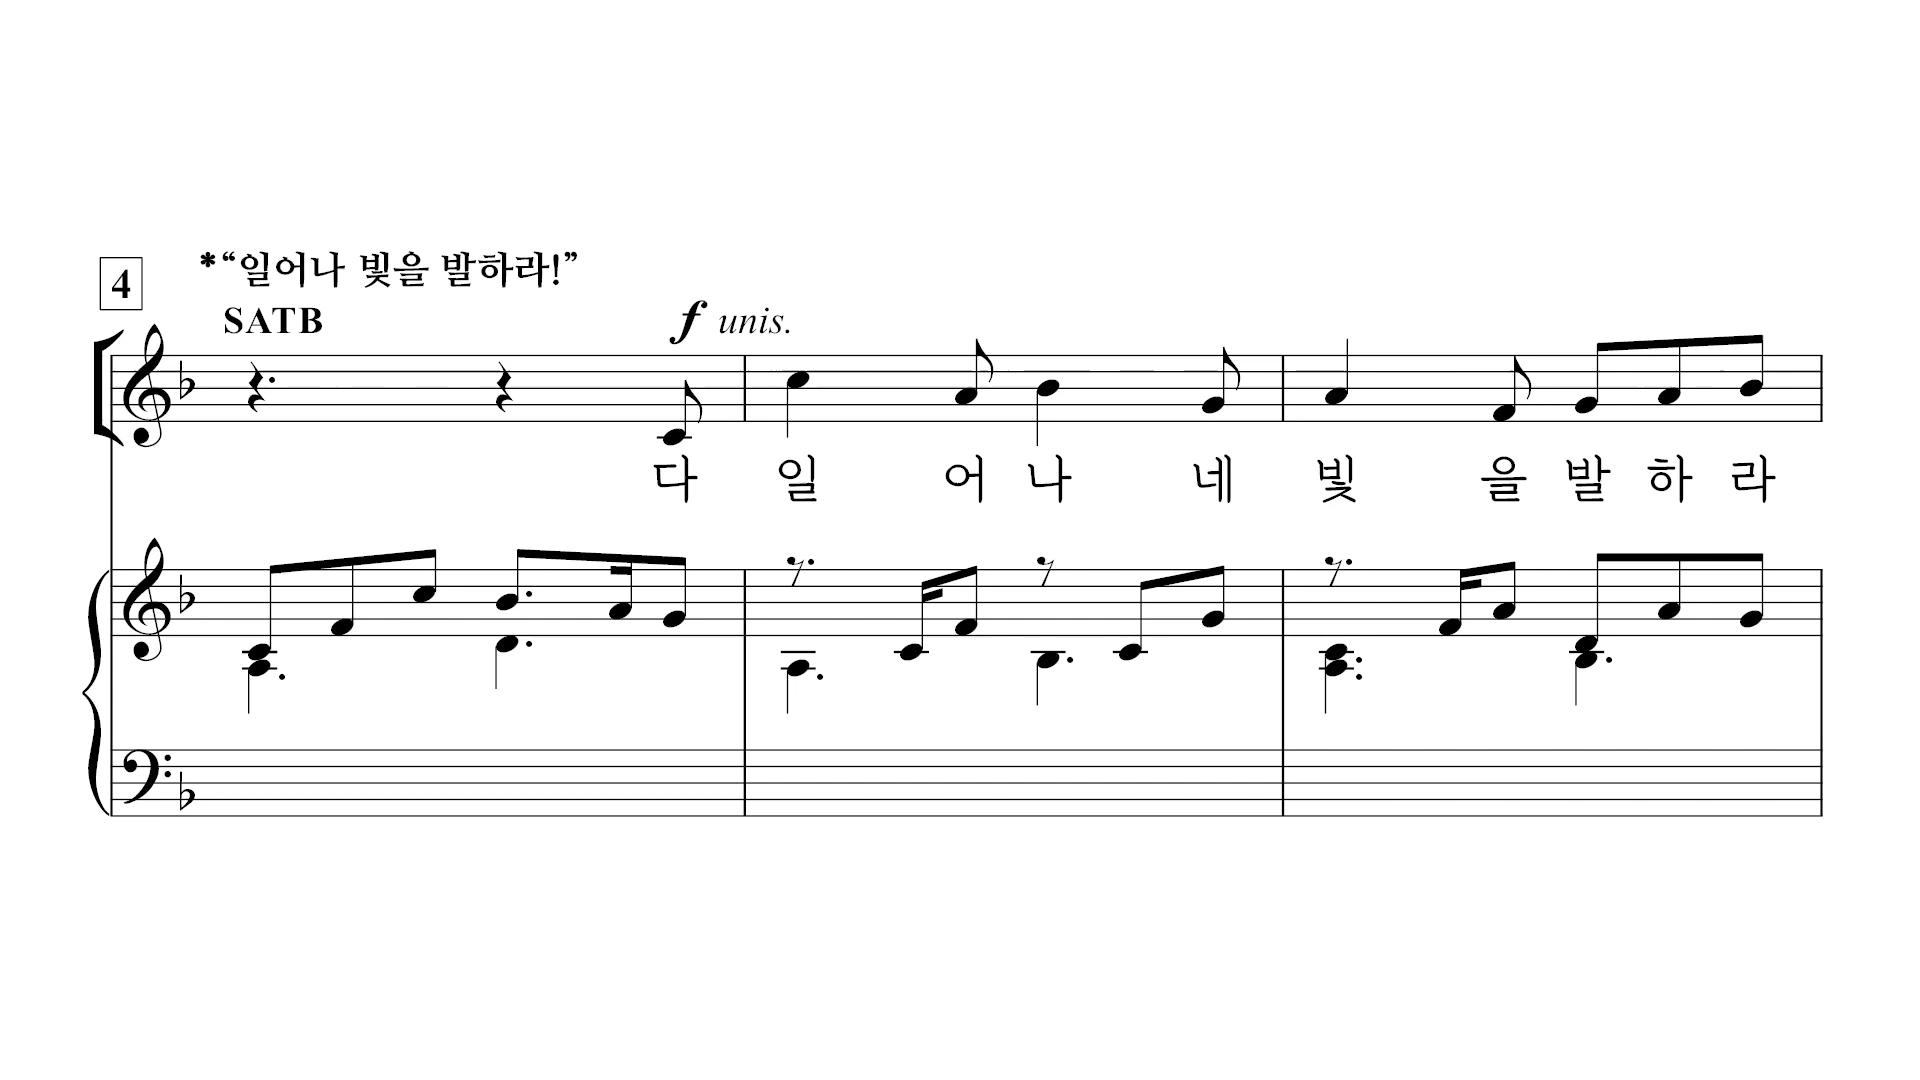 4
*“일어나 빛을 발하라!”
SATB
f unis.
다 일 어 나 네 빛 을 발 하 라